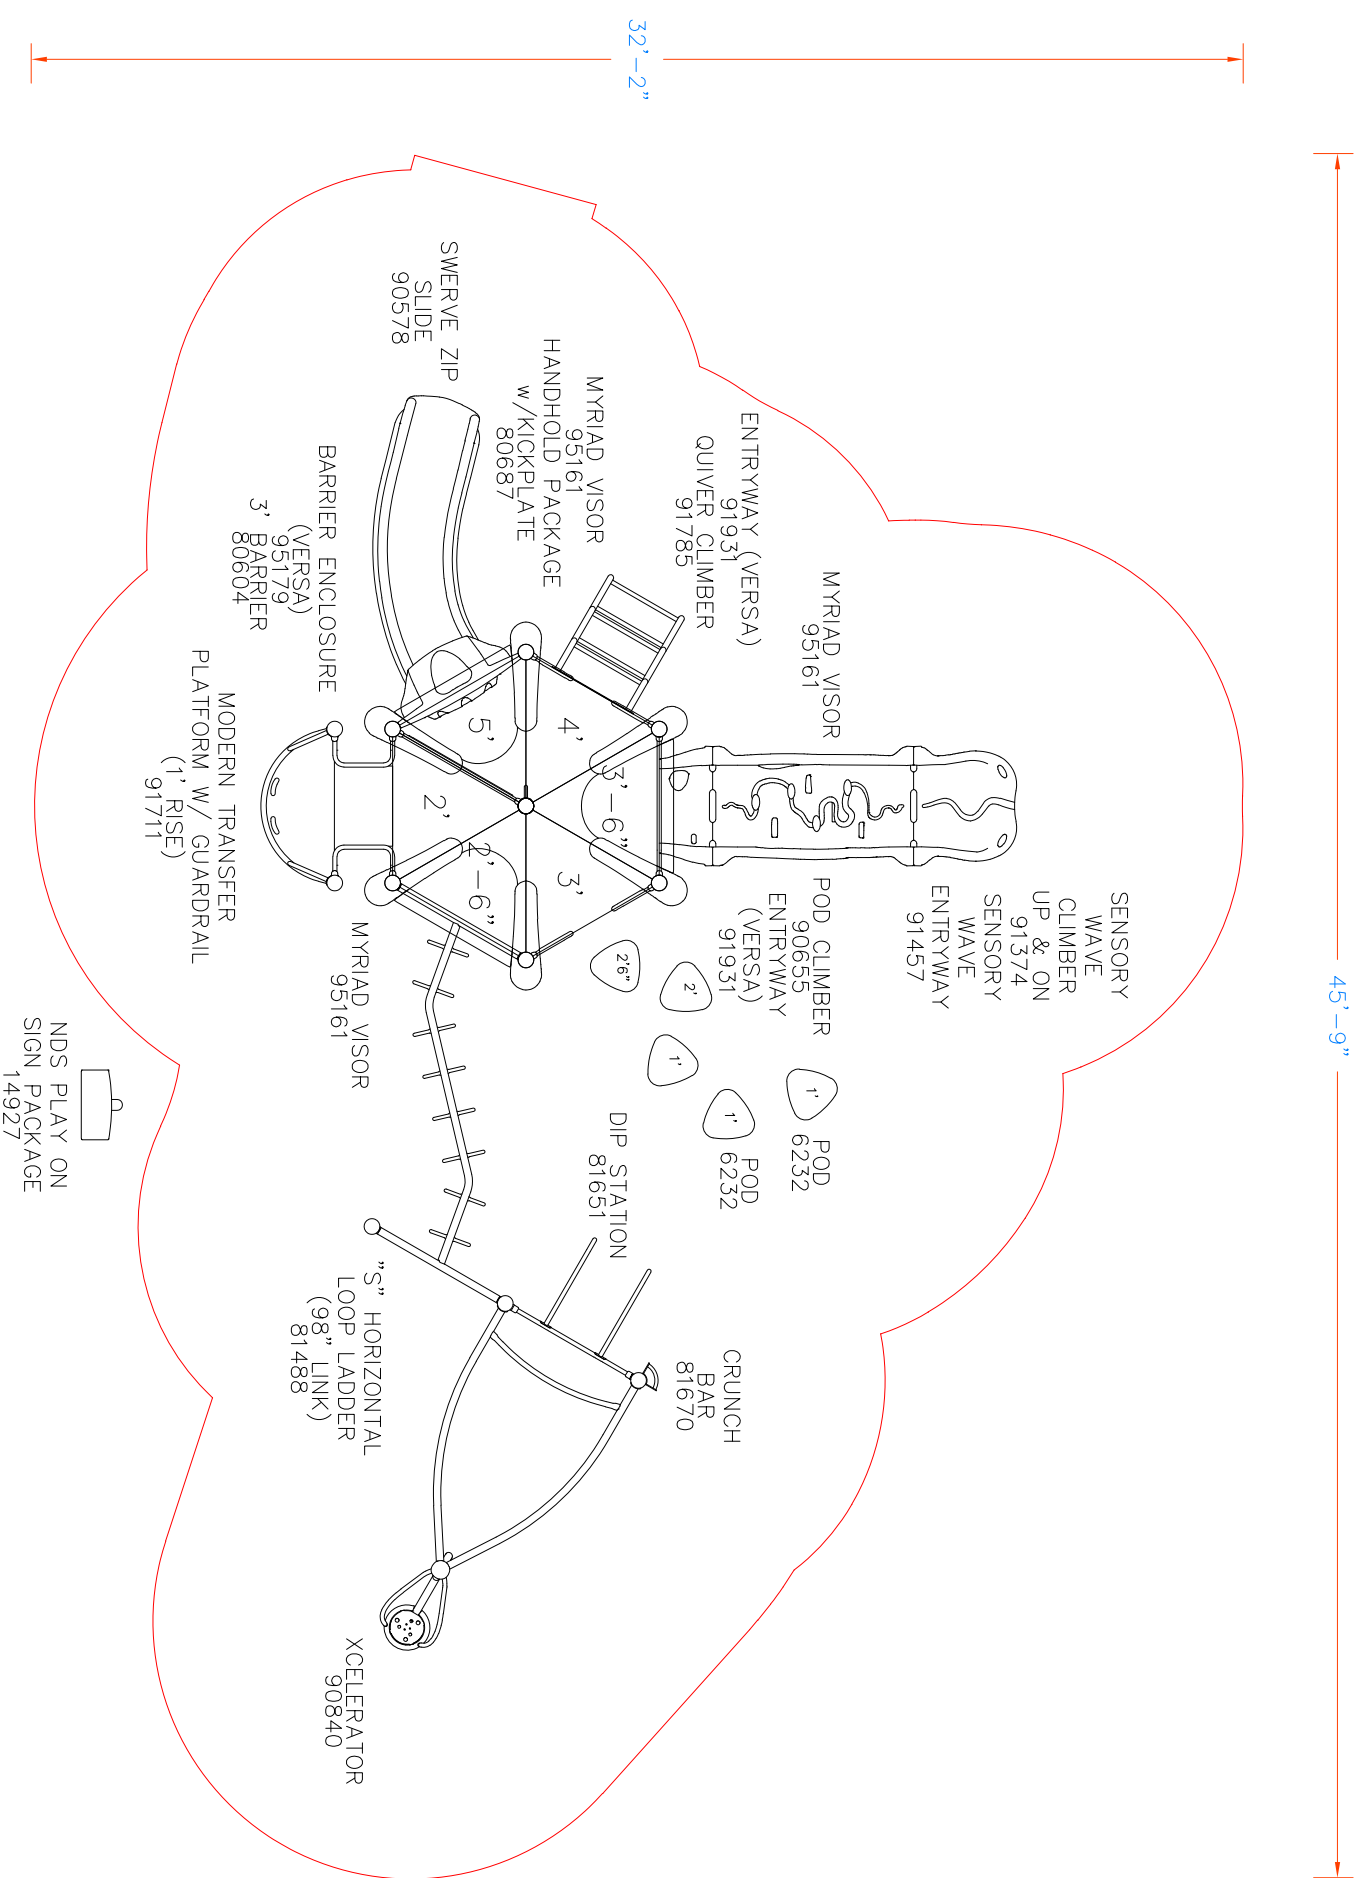 32'-2"
45'-9"
SENSORY
WAVE
CLIMBER
UP & ON
91374
SENSORY
WAVE
ENTRYWAY
91457
MYRIAD VISOR
95161
ENTRYWAY (VERSA)
91931
QUIVER CLIMBER
91785
MYRIAD VISOR
95161
HANDHOLD PACKAGE
w/KICKPLATE
80687
SWERVE ZIP
SLIDE
90578
BARRIER ENCLOSURE
(VERSA)
95179
3' BARRIER
80604
MODERN TRANSFER
PLATFORM W/ GUARDRAIL
(1' RISE)
91711
5'
4'
3'-6"
3'
2'-6"
2'
POD CLIMBER
90655
ENTRYWAY
(VERSA)
91931
2'6"
2'
1'
1'
1'
POD
6232
POD
6232
MYRIAD VISOR
95161
DIP STATION
81651
CRUNCH
BAR
81670
"S" HORIZONTAL
LOOP LADDER
(98" LINK)
81488
XCELERATOR
90840
NDS PLAY ON
SIGN PACKAGE
14927